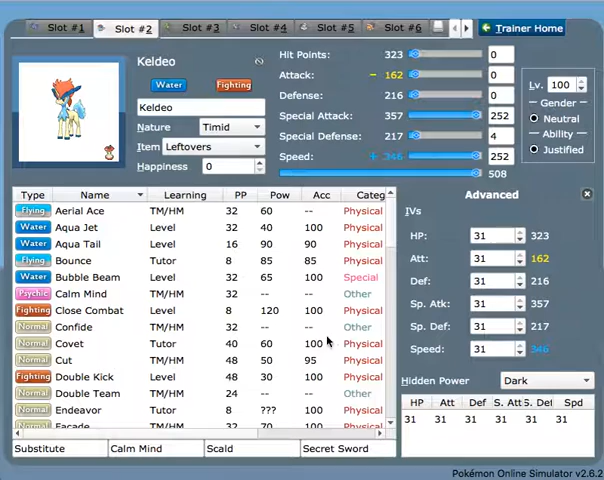 Slot #1 Slot #2 Slot #3 Slot #4 Slot #5 Slot #6 Trainer Home
Keldeo
Water Fighting
Keldeo
Nature Timid
Item Leftovers
Happiness 0
Hit Points: 323 0
Attack: − 162 0
Defense: 216 0
Special Attack: 357 252
Special Defense: 217 4
Speed: + 346 252
508
Lv. 100
Gender
Neutral
Ability
Justified
Type Name Learning PP Pow Acc Categ
Flying Aerial Ace TM/HM 32 60 -- Physical
Water Aqua Jet Level 32 40 100 Physical
Water Aqua Tail Level 16 90 90 Physical
Flying Bounce Tutor 8 85 85 Physical
Water Bubble Beam Level 32 65 100 Special
Psychic Calm Mind TM/HM 32 -- -- Other
Fighting Close Combat Level 8 120 100 Physical
Normal Confide TM/HM 32 -- -- Other
Normal Covet Tutor 40 60 100 Physical
Normal Cut TM/HM 48 50 95 Physical
Fighting Double Kick Level 48 30 100 Physical
Normal Double Team TM/HM 24 -- -- Other
Normal Endeavor Tutor 8 ??? 100 Physical
Normal Facade TM/HM 32 70 100 Physical
Substitute Calm Mind Scald Secret Sword
Advanced
IVs
HP: 31 323
Att: 31 162
Def: 31 216
Sp. Atk: 31 357
Sp. Def: 31 217
Speed: 31 346
Hidden Power Dark
HP Att Def S. Att S. Def Spd
31 31 31 31 31 31
Pokémon Online Simulator v2.6.2